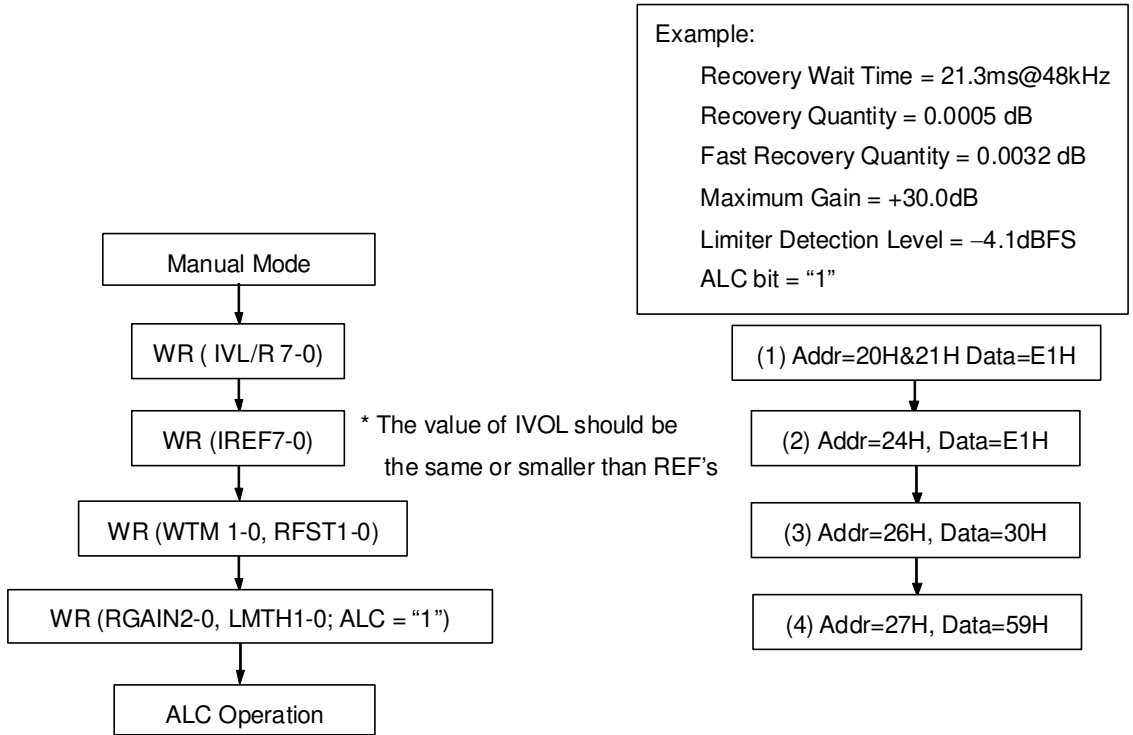 Example:
Recovery Wait Time = 21.3ms@48kHz
Recovery Quantity = 0.0005 dB
Fast Recovery Quantity = 0.0032 dB
Maximum Gain = +30.0dB
Limiter Detection Level = −4.1dBFS
ALC bit = “1”
Manual Mode
WR ( IVL/R 7-0)
WR (IREF7-0)
* The value of IVOL should be
the same or smaller than REF’s
WR (WTM 1-0, RFST1-0)
WR (RGAIN2-0, LMTH1-0; ALC = “1”)
ALC Operation
(1) Addr=20H&21H Data=E1H
(2) Addr=24H, Data=E1H
(3) Addr=26H, Data=30H
(4) Addr=27H, Data=59H